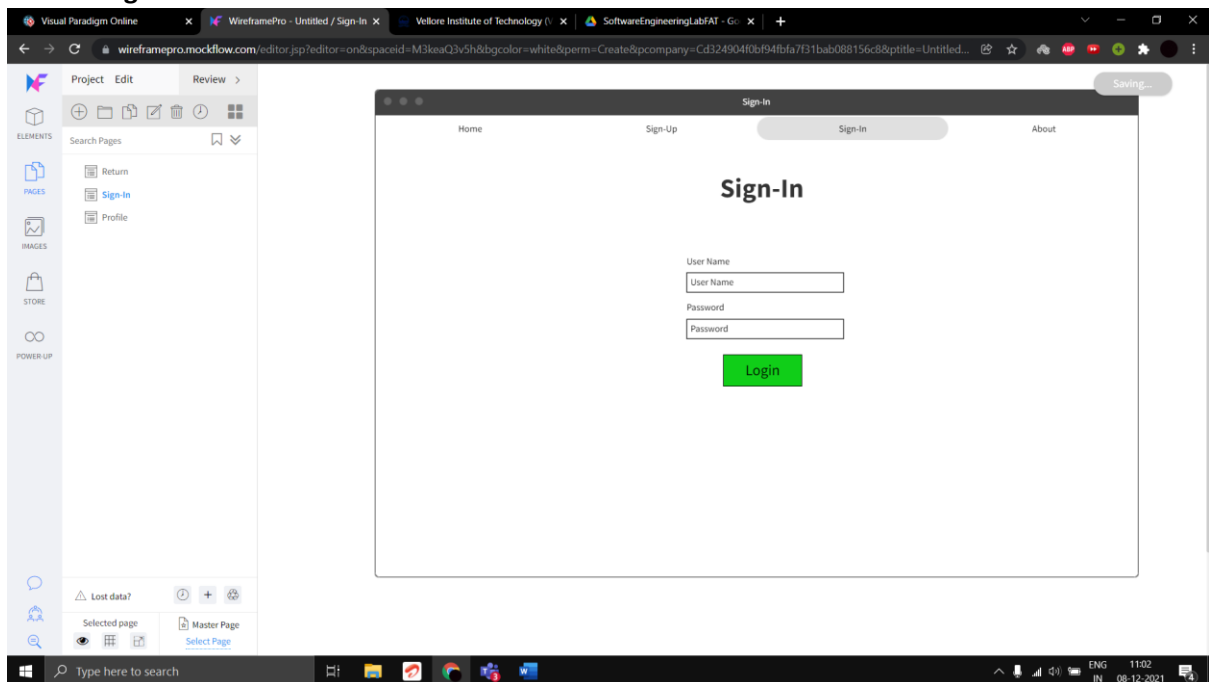 Visual Paradigm Online
WireframePro - Untitled / Sign-In
Vellore Institute of Technology (V
SoftwareEngineeringLabFAT - Go
wireframepro.mockflow.com/editor.jsp?editor=on&spaceid=M3keaQ3v5h&bgcolor=white&perm=Create&pcompany=Cd324904f0bf94fbfa7f31bab088156c8&ptitle=Untitled...
ABP
Project Edit Review >
Saving...
Sign-In
ELEMENTS
Home Sign-Up Sign-In About
Search Pages
Return
PAGES
Sign-In
Profile
Sign-In
IMAGES
User Name
User Name
STORE
Password
Password
POWER-UP
Login
Lost data?
Selected page
Master Page
Select Page
Type here to search
ENG
IN
11:02
08-12-2021
4